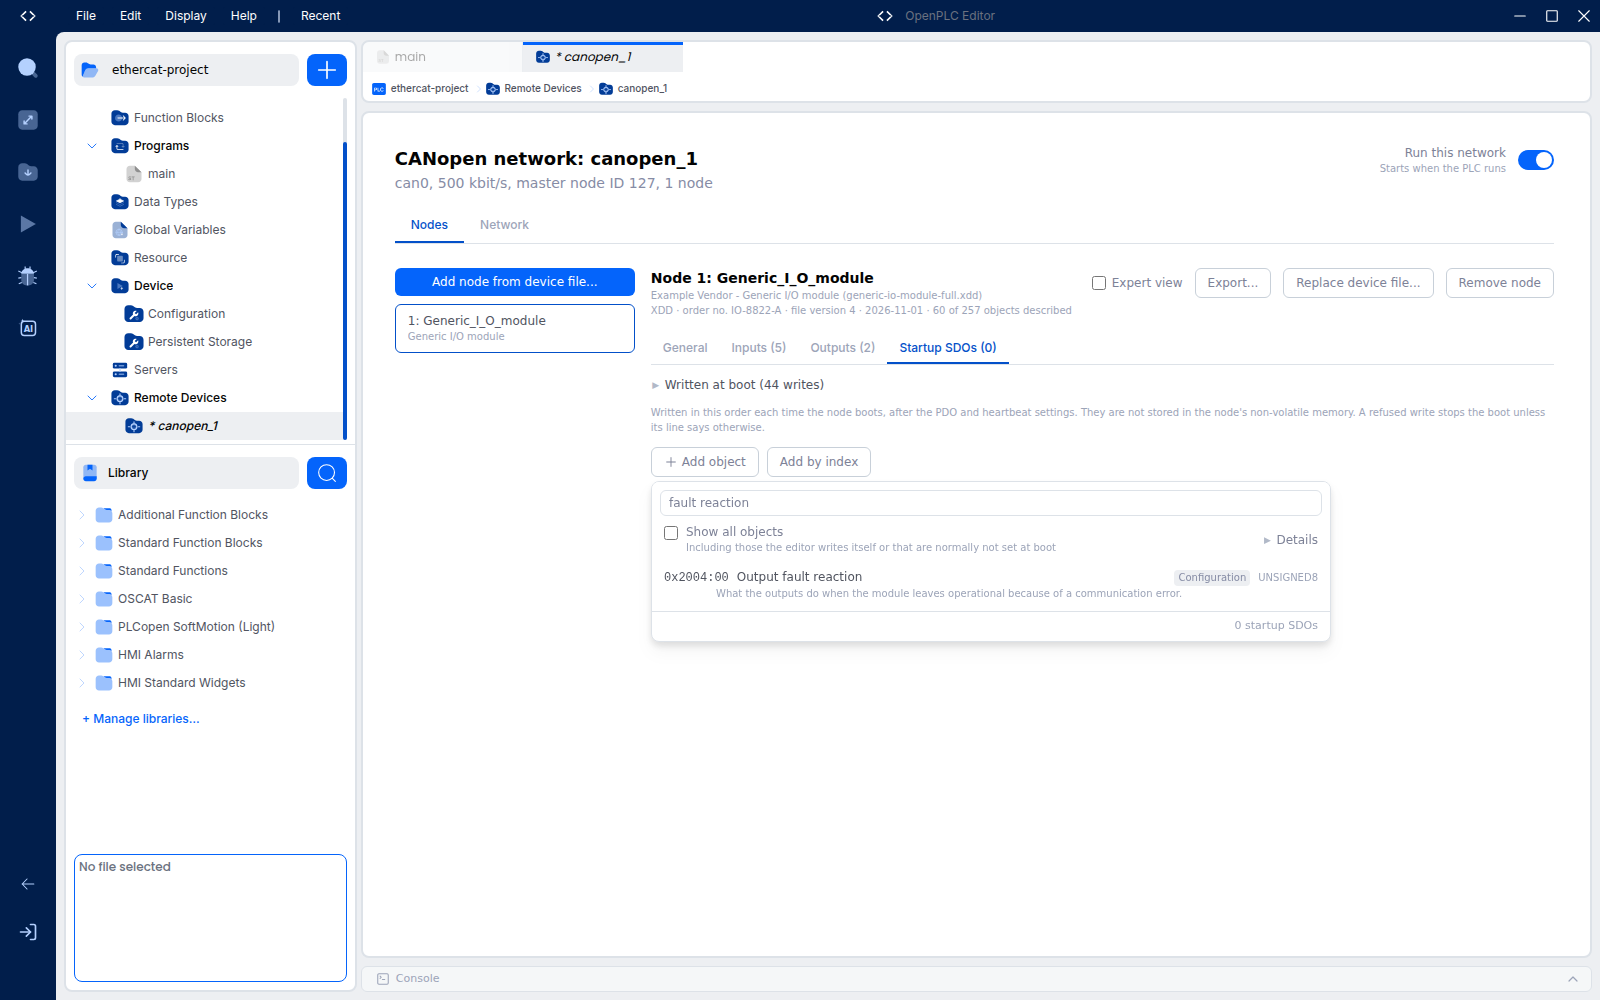 File Edit Display Help | Recent
OpenPLC Editor
ethercat-project
Function Blocks
Programs
main
Data Types
Global Variables
Resource
Device
Configuration
Persistent Storage
Servers
Remote Devices
* canopen_1
Library
Additional Function Blocks
Standard Function Blocks
Standard Functions
OSCAT Basic
PLCopen SoftMotion (Light)
HMI Alarms
HMI Standard Widgets
+ Manage libraries...
No file selected
main
* canopen_1
PLC ethercat-project Remote Devices canopen_1
CANopen network: canopen_1
can0, 500 kbit/s, master node ID 127, 1 node
Run this network
Starts when the PLC runs
Nodes Network
Add node from device file...
1: Generic_I_O_module
Generic I/O module
Node 1: Generic_I_O_module
Example Vendor - Generic I/O module (generic-io-module-full.xdd)
XDD · order no. IO-8822-A · file version 4 · 2026-11-01 · 60 of 257 objects described
Expert view Export... Replace device file... Remove node
General Inputs (5) Outputs (2) Startup SDOs (0)
Written at boot (44 writes)
Written in this order each time the node boots, after the PDO and heartbeat settings. They are not stored in the node's non-volatile memory. A refused write stops the boot unless
its line says otherwise.
+ Add object Add by index
fault reaction
Show all objects
Including those the editor writes itself or that are normally not set at boot
Details
0x2004:00 Output fault reaction Configuration UNSIGNED8
What the outputs do when the module leaves operational because of a communication error.
0 startup SDOs
Console
AI